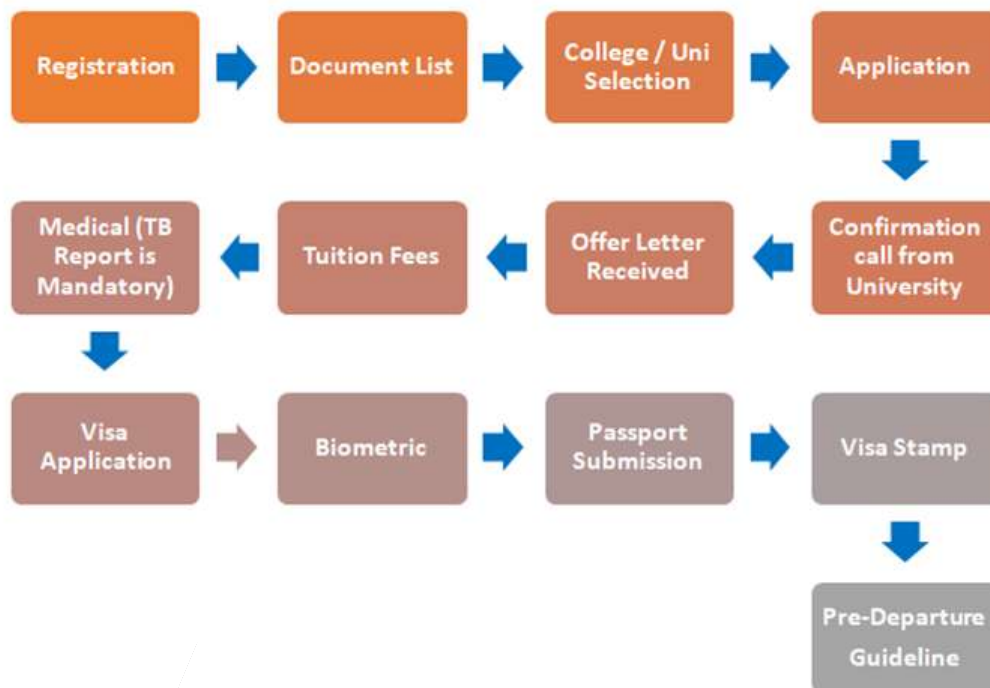 Registration
Document List
College / Uni
Selection
Application
Confirmation
call from
University
Offer Letter
Received
Tuition Fees
Medical (TB
Report is
Mandatory)
Visa
Application
Biometric
Passport
Submission
Visa Stamp
Pre-Departure
Guideline